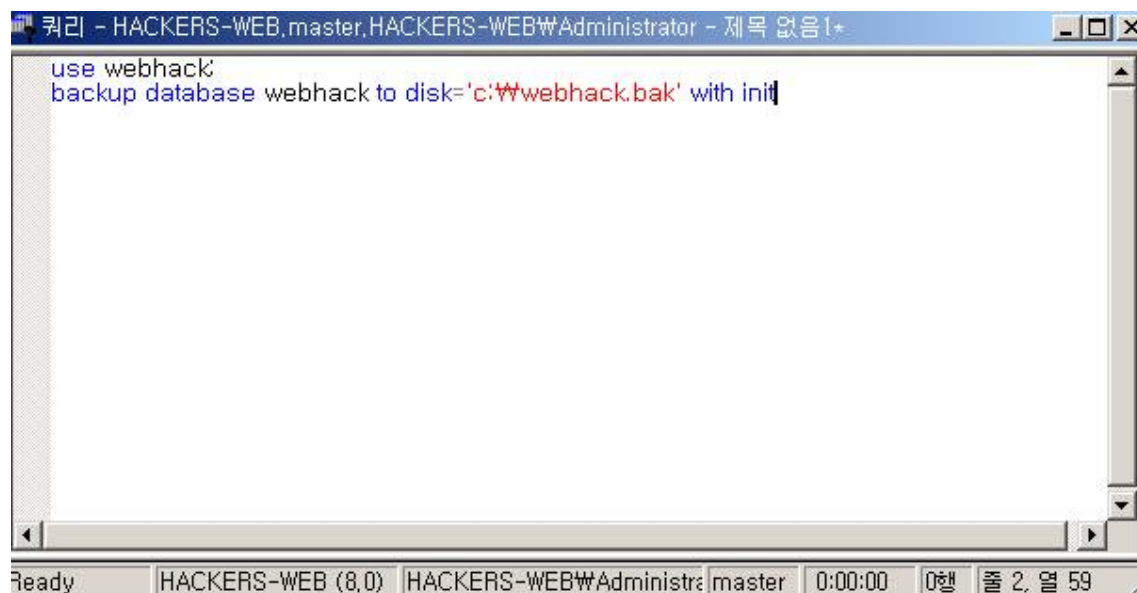 쿼리 - HACKERS-WEB.master.HACKERS-WEB₩Administrator - 제목 없음1*
use webhack;
backup database webhack to disk='c:₩webhack.bak' with init
Ready HACKERS-WEB (8.0) HACKERS-WEB₩Administra master 0:00:00 0행 줄 2, 열 59